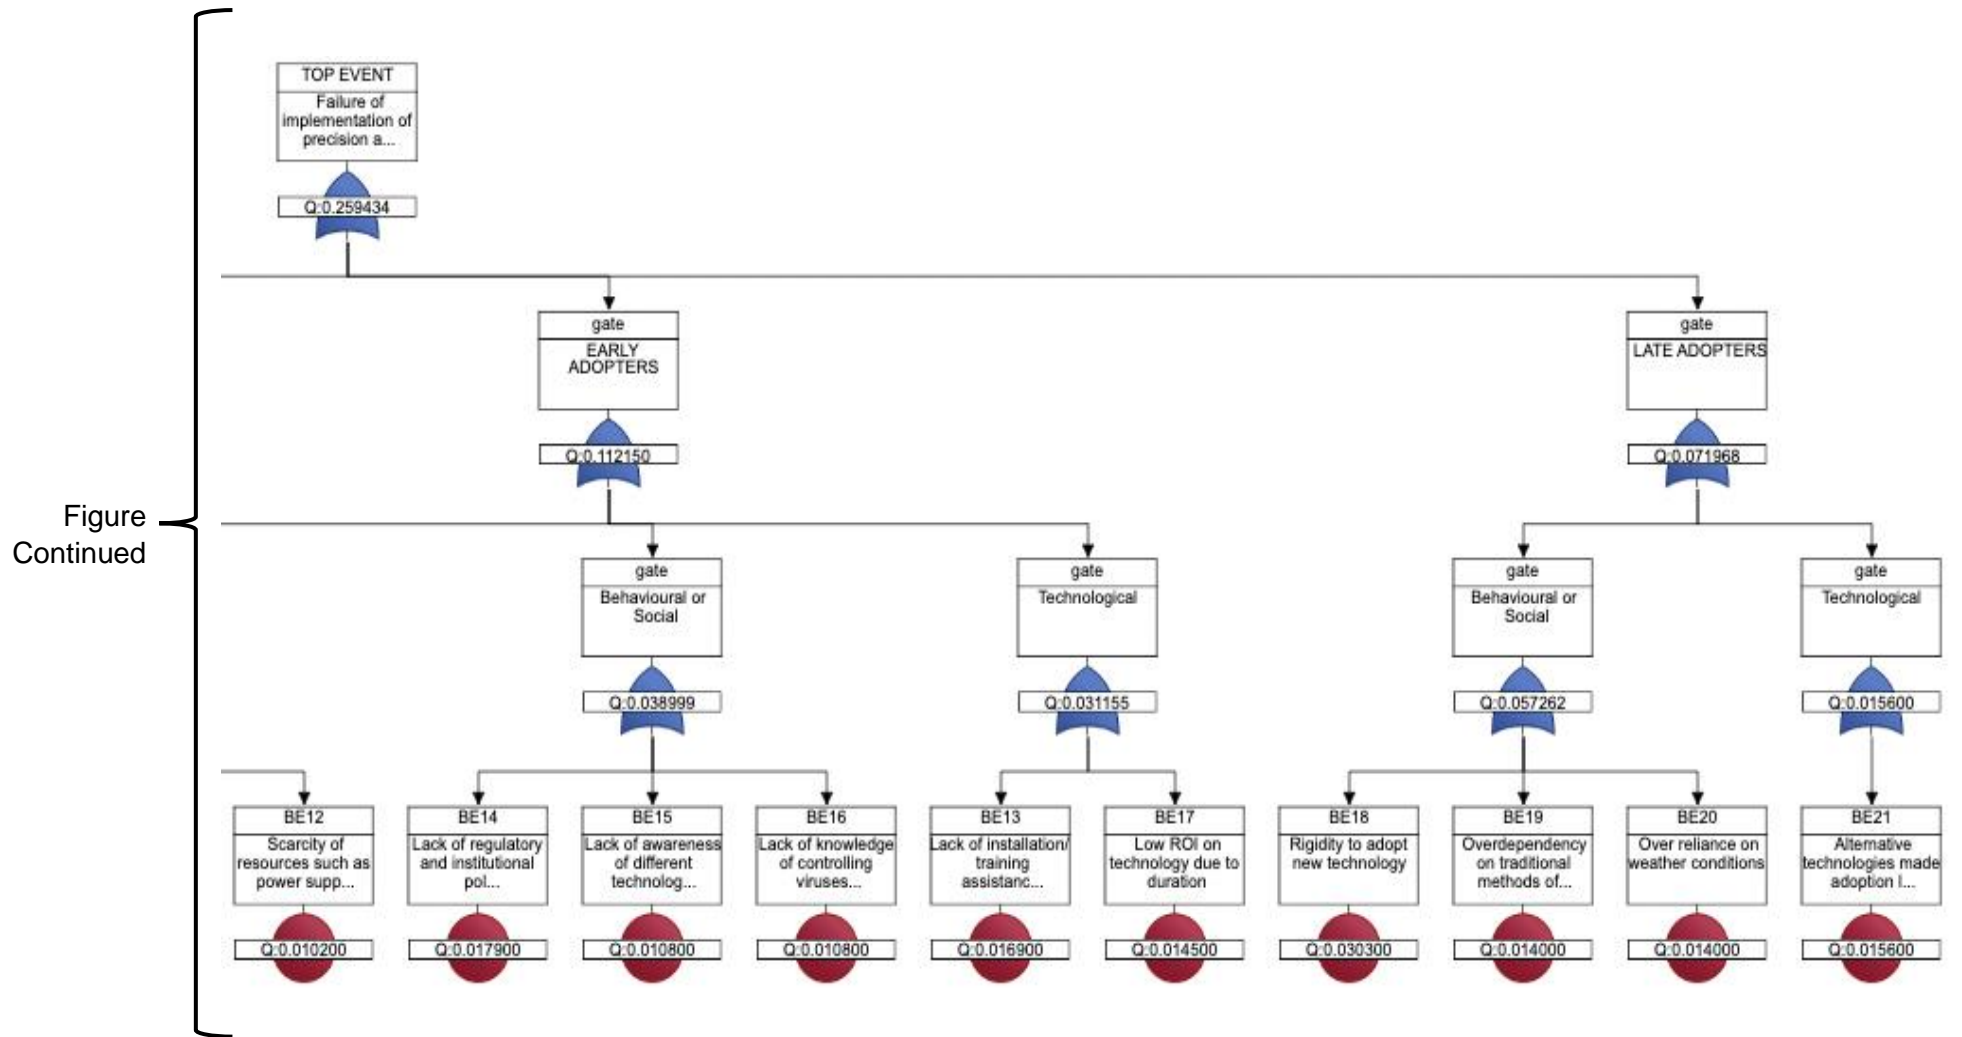 Figure
Continued
TOP EVENT
Failure of
implementation of
precision a...
Q:0.259434
gate
EARLY
ADOPTERS
Q:0.112150
gate
LATE ADOPTERS
Q:0.071968
gate
Behavioural or
Social
Q:0.038999
gate
Technological
Q:0.031155
gate
Behavioural or
Social
Q:0.057262
gate
Technological
Q:0.015600
BE12
Scarcity of
resources such as
power supp...
Q:0.010200
BE14
Lack of regulatory
and institutional
pol...
Q:0.017900
BE15
Lack of awareness
of different
technolog...
Q:0.010800
BE16
Lack of knowledge
of controlling
viruses...
Q:0.010800
BE13
Lack of installation/
training
assistanc...
Q:0.016900
BE17
Low ROI on
technology due to
duration
Q:0.014500
BE18
Rigidity to adopt
new technology
Q:0.030300
BE19
Overdependency
on traditional
methods of...
Q:0.014000
BE20
Over reliance on
weather conditions
Q:0.014000
BE21
Alternative
technologies made
adoption l...
Q:0.015600